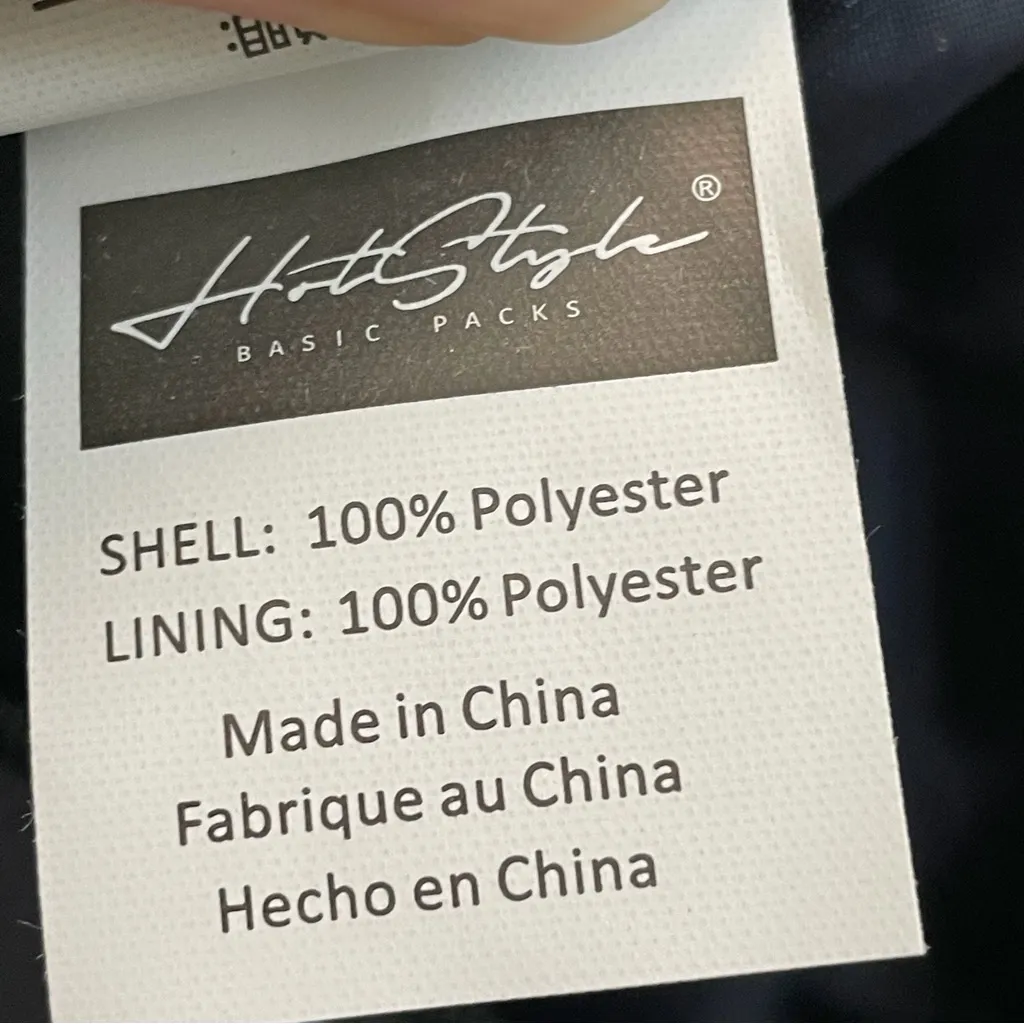 HotStyle®
BASIC PACKS
SHELL: 100% Polyester
LINING: 100% Polyester
Made in China
Fabrique au China
Hecho en China